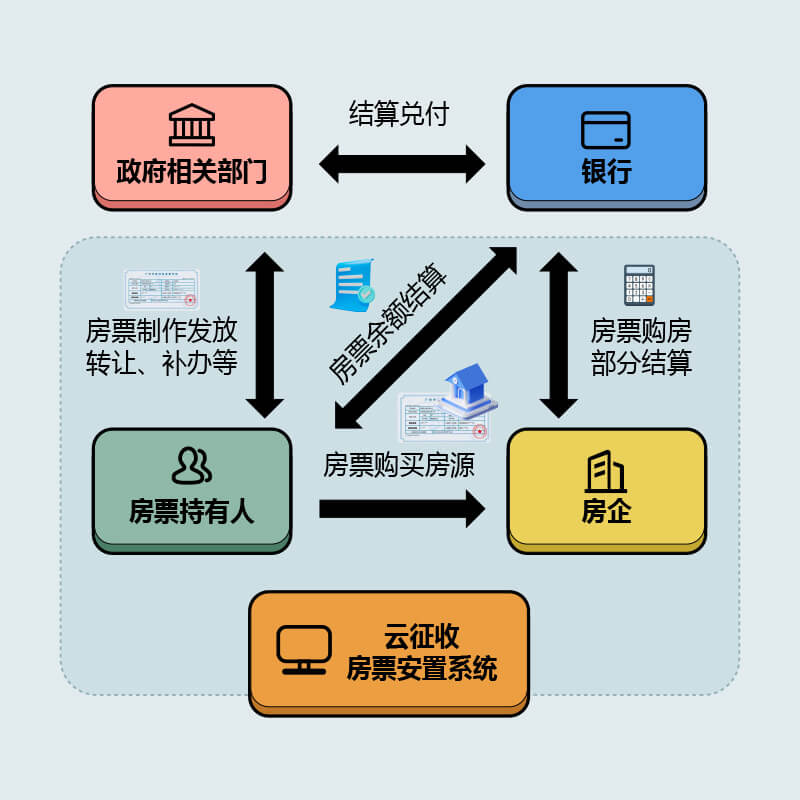 结算兑付
政府相关部门
银行
房票制作发放
转让、补办等
房票余额结算
房票购房
部分结算
房票购买房源
房票持有人
房企
云征收
房票安置系统